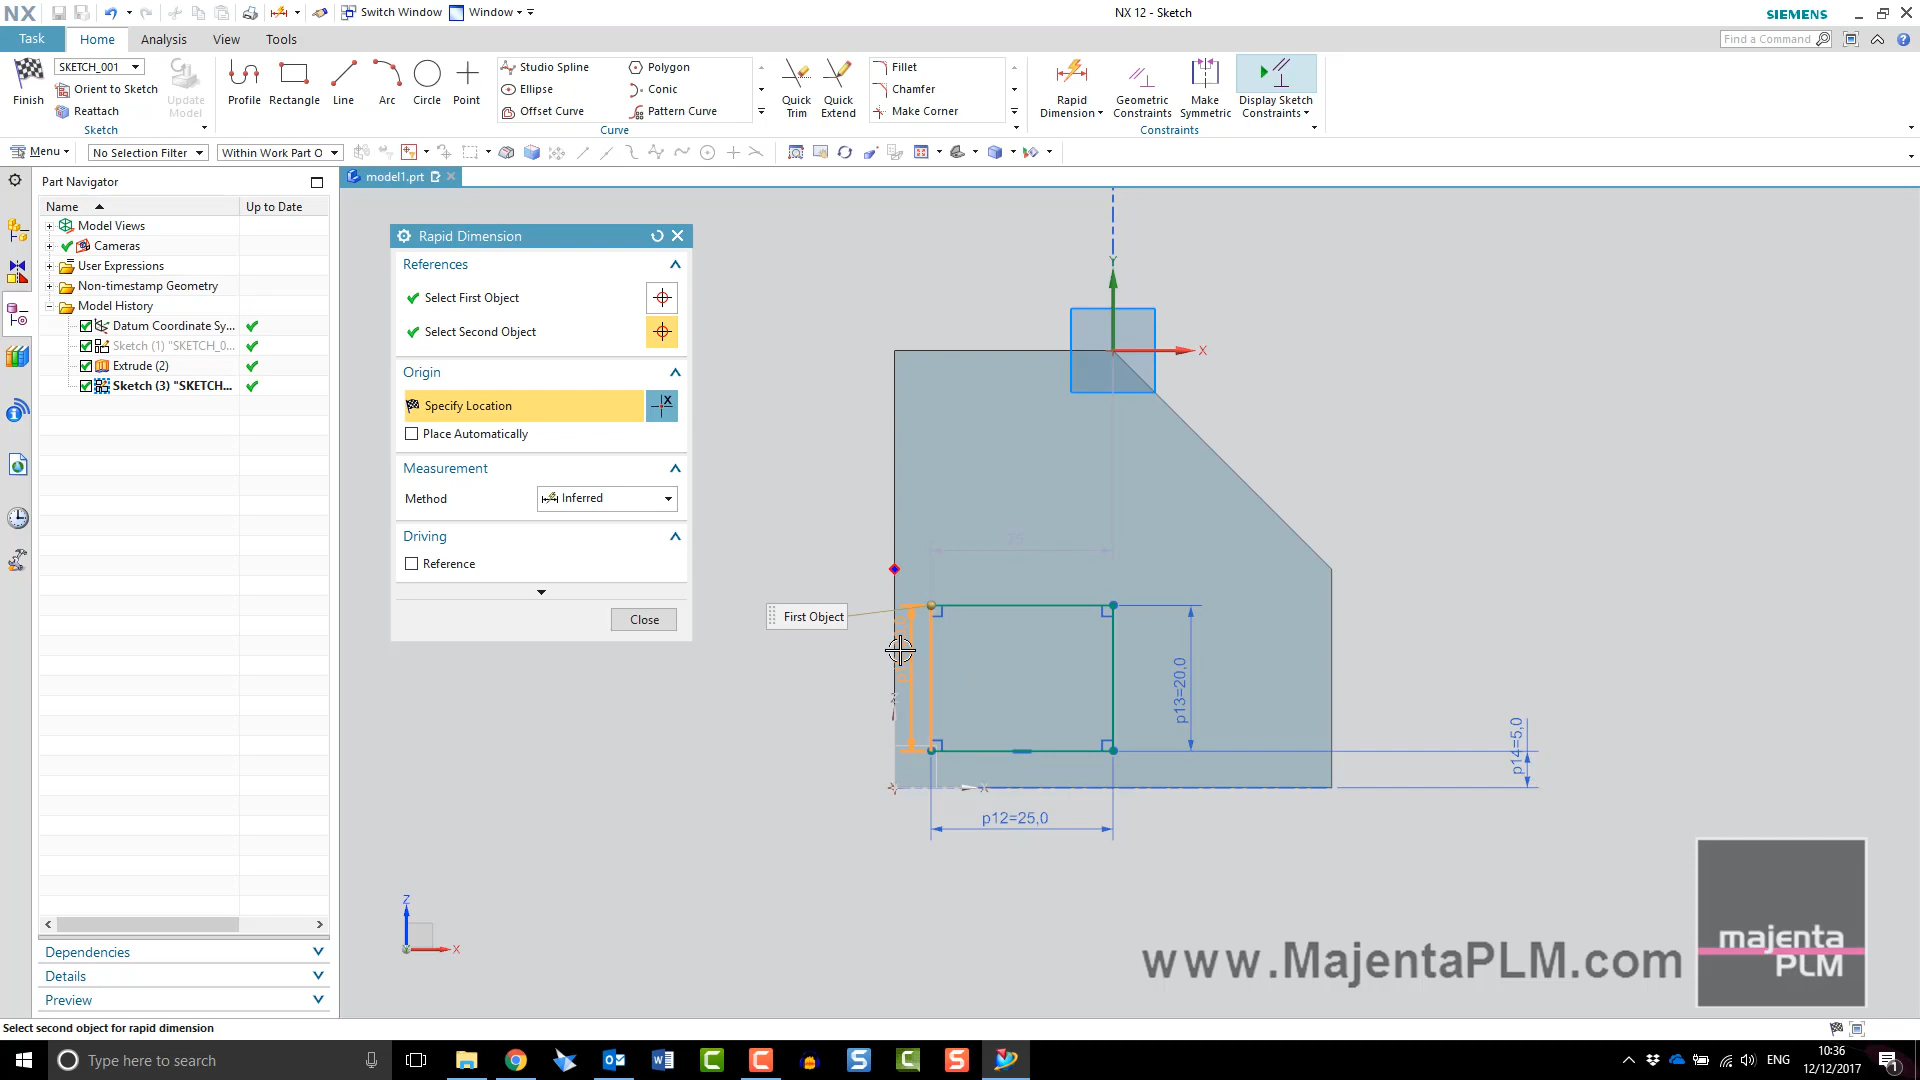 NX
Switch Window
Window
NX 12 - Sketch
SIEMENS
Task
Home
Analysis
View
Tools
Find a Command
Finish
SKETCH_001
Orient to Sketch
Reattach
Update Model
Sketch
Profile
Rectangle
Line
Arc
Circle
Point
Studio Spline
Ellipse
Offset Curve
Polygon
Conic
Pattern Curve
Curve
Quick Trim
Quick Extend
Fillet
Chamfer
Make Corner
Rapid Dimension
Geometric Constraints
Make Symmetric
Display Sketch Constraints
Constraints
Menu
No Selection Filter
Within Work Part O
Part Navigator
model1.prt
Name
Up to Date
Model Views
Cameras
User Expressions
Non-timestamp Geometry
Model History
Datum Coordinate Sy...
Sketch (1) "SKETCH_0...
Extrude (2)
Sketch (3) "SKETCH...
Dependencies
Details
Preview
Rapid Dimension
References
Select First Object
Select Second Object
Origin
Specify Location
Place Automatically
Measurement
Method
Inferred
Driving
Reference
Close
Y
X
25
First Object
p13=20,0
p14=5,0
p12=25,0
Z
X
www.MajentaPLM.com
majenta
PLM
Select second object for rapid dimension
Type here to search
ENG
10:36
12/12/2017